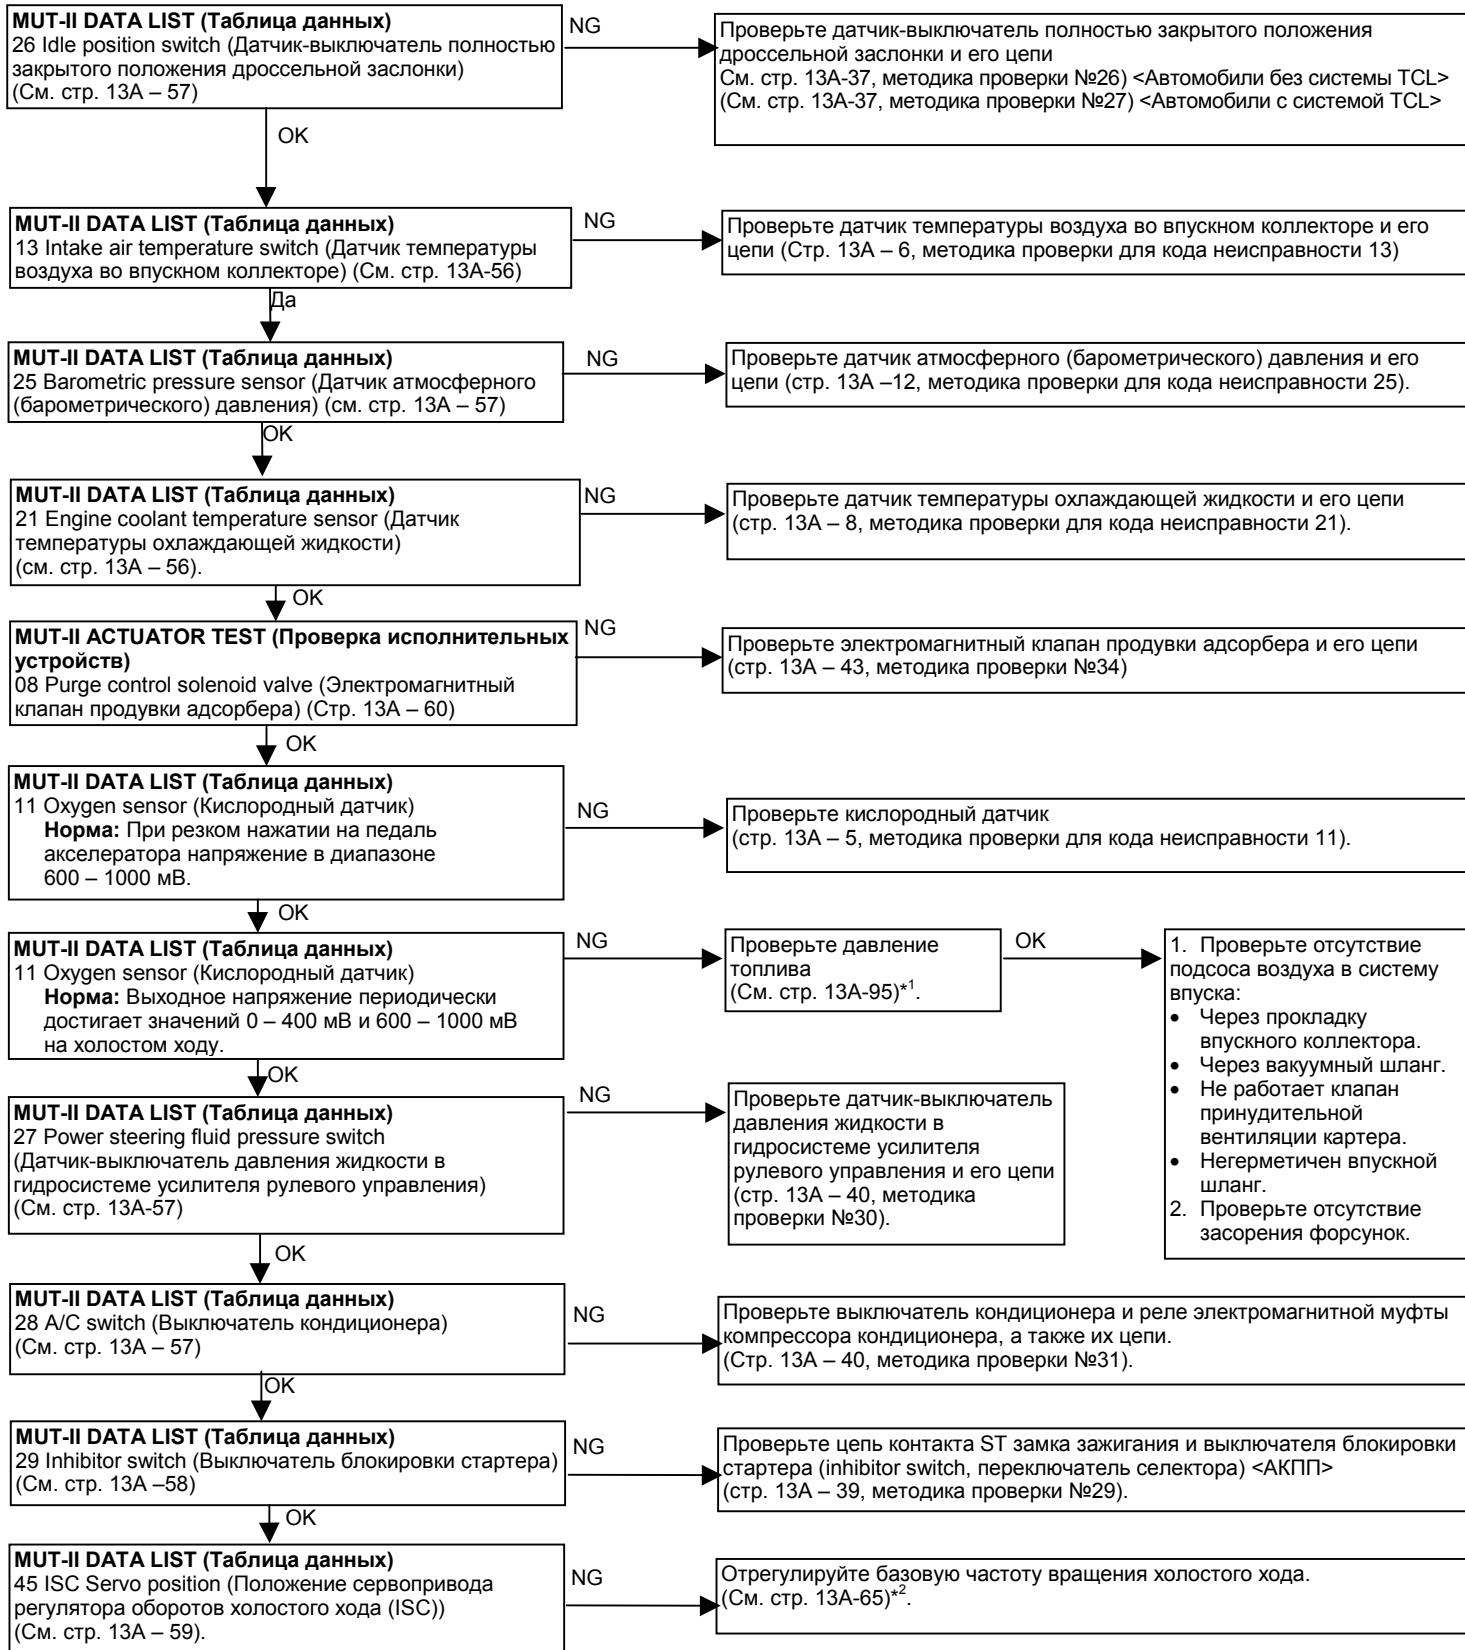 MUT-II DATA LIST (Таблица данных)
26 Idle position switch (Датчик-выключатель полностью
закрытого положения дроссельной заслонки)
(См. стр. 13А – 57)
NG
Проверьте датчик-выключатель полностью закрытого положения
дроссельной заслонки и его цепи
См. стр. 13А-37, методика проверки №26) <Автомобили без системы TCL>
(См. стр. 13А-37, методика проверки №27) <Автомобили с системой TCL>
OK
MUT-II DATA LIST (Таблица данных)
13 Intake air temperature switch (Датчик температуры
воздуха во впускном коллекторе) (См. стр. 13А-56)
NG
Проверьте датчик температуры воздуха во впускном коллекторе и его
цепи (Стр. 13А – 6, методика проверки для кода неисправности 13)
Да
MUT-II DATA LIST (Таблица данных)
25 Barometric pressure sensor (Датчик атмосферного
(барометрического) давления) (см. стр. 13А – 57)
NG
Проверьте датчик атмосферного (барометрического) давления и его
цепи (стр. 13А –12, методика проверки для кода неисправности 25).
OK
MUT-II DATA LIST (Таблица данных)
21 Engine coolant temperature sensor (Датчик
температуры охлаждающей жидкости)
(см. стр. 13А – 56).
NG
Проверьте датчик температуры охлаждающей жидкости и его цепи
(стр. 13А – 8, методика проверки для кода неисправности 21).
OK
MUT-II ACTUATOR TEST (Проверка исполнительных
устройств)
08 Purge control solenoid valve (Электромагнитный
клапан продувки адсорбера) (Стр. 13А – 60)
NG
Проверьте электромагнитный клапан продувки адсорбера и его цепи
(стр. 13А – 43, методика проверки №34)
OK
MUT-II DATA LIST (Таблица данных)
11 Oxygen sensor (Кислородный датчик)
Норма: При резком нажатии на педаль
акселератора напряжение в диапазоне
600 – 1000 мВ.
NG
Проверьте кислородный датчик
(стр. 13А – 5, методика проверки для кода неисправности 11).
OK
MUT-II DATA LIST (Таблица данных)
11 Oxygen sensor (Кислородный датчик)
Норма: Выходное напряжение периодически
достигает значений 0 – 400 мВ и 600 – 1000 мВ
на холостом ходу.
NG
Проверьте давление
топлива
(См. стр. 13А-95)*1.
OK
1. Проверьте отсутствие
подсоса воздуха в систему
впуска:
• Через прокладку
впускного коллектора.
• Через вакуумный шланг.
• Не работает клапан
принудительной
вентиляции картера.
• Негерметичен впускной
шланг.
2. Проверьте отсутствие
засорения форсунок.
OK
MUT-II DATA LIST (Таблица данных)
27 Power steering fluid pressure switch
(Датчик-выключатель давления жидкости в
гидросистеме усилителя рулевого управления)
(См. стр. 13А-57)
NG
Проверьте датчик-выключатель
давления жидкости в
гидросистеме усилителя
рулевого управления и его цепи
(стр. 13А – 40, методика
проверки №30).
OK
MUT-II DATA LIST (Таблица данных)
28 A/C switch (Выключатель кондиционера)
(См. стр. 13А – 57)
NG
Проверьте выключатель кондиционера и реле электромагнитной муфты
компрессора кондиционера, а также их цепи.
(Стр. 13А – 40, методика проверки №31).
OK
MUT-II DATA LIST (Таблица данных)
29 Inhibitor switch (Выключатель блокировки стартера)
(См. стр. 13А –58)
NG
Проверьте цепь контакта ST замка зажигания и выключателя блокировки
стартера (inhibitor switch, переключатель селектора) <АКПП>
(стр. 13А – 39, методика проверки №29).
OK
MUT-II DATA LIST (Таблица данных)
45 ISC Servo position (Положение сервопривода
регулятора оборотов холостого хода (ISC))
(См. стр. 13А – 59).
NG
Отрегулируйте базовую частоту вращения холостого хода.
(См. стр. 13А-65)*2.